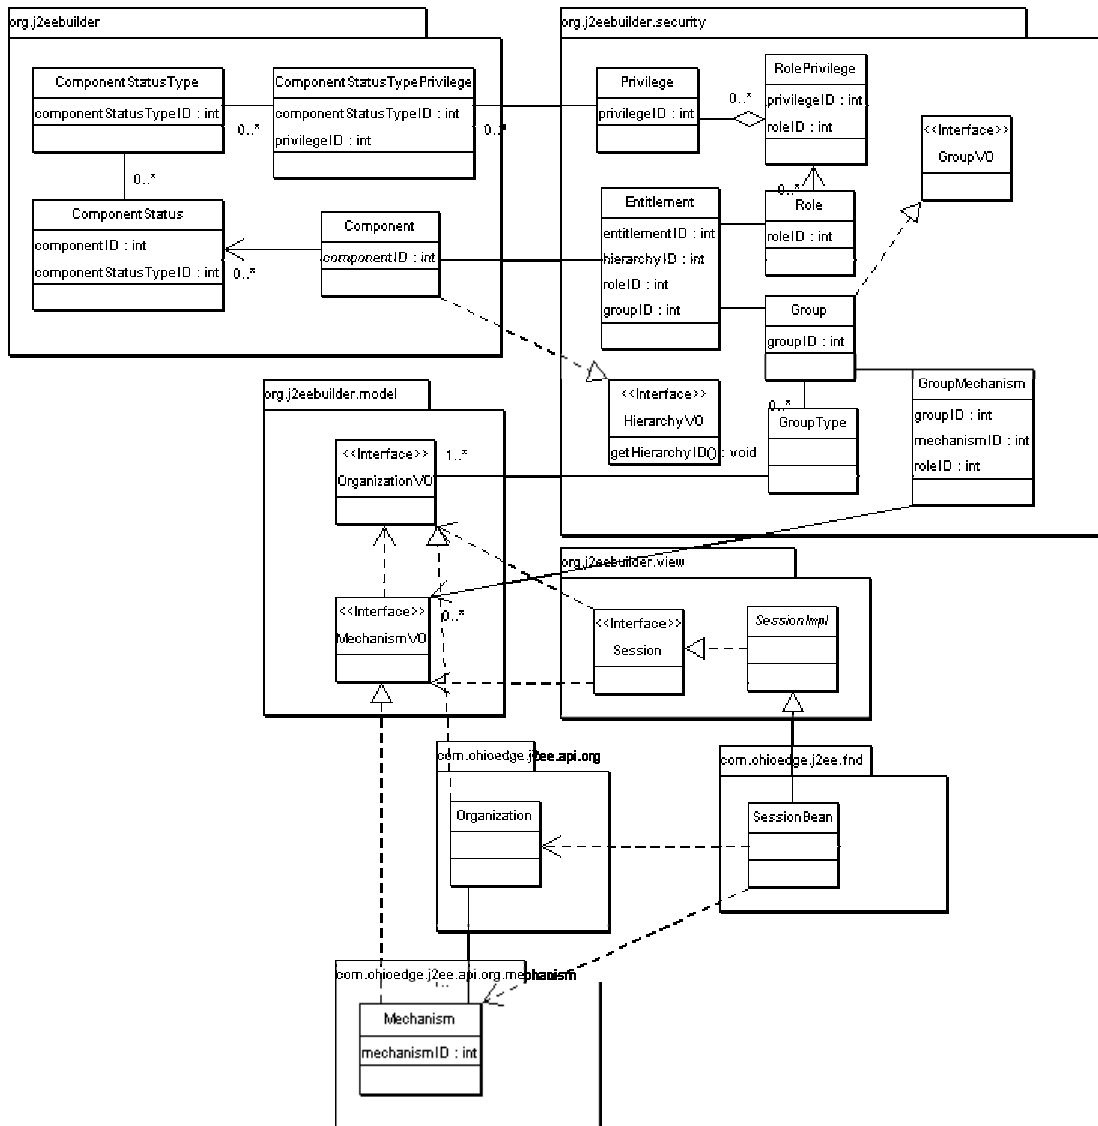 org.j2eebuilder
org.j2eebuilder.security
ComponentStatusType
componentStatusTypeID : int
0..*
ComponentStatusTypePrivilege
componentStatusTypeID : int
privilegeID : int
0..*
Privilege
privilegeID : int
0..*
RolePrivilege
privilegeID : int
roleID : int
<<Interface>>
GroupVO
0..*
ComponentStatus
componentID : int
componentStatusTypeID : int
0..*
Component
componentID : int
Entitlement
entitlementID : int
hierarchyID : int
roleID : int
groupID : int
0..*
Role
roleID : int
Group
groupID : int
0..*
GroupType
GroupMechanism
groupID : int
mechanismID : int
roleID : int
<<Interface>>
HierarchyVO
getHierarchyID() : void
org.j2eebuilder.model
<<Interface>>
OrganizationVO
1..*
<<Interface>>
MechanismVO
0..*
org.j2eebuilder.view
<<Interface>>
Session
SessionImpl
com.ohioedge.j2ee.api.org
Organization
com.ohioedge.j2ee.fnd
SessionBean
com.ohioedge.j2ee.api.org.mechanism
Mechanism
mechanismID : int